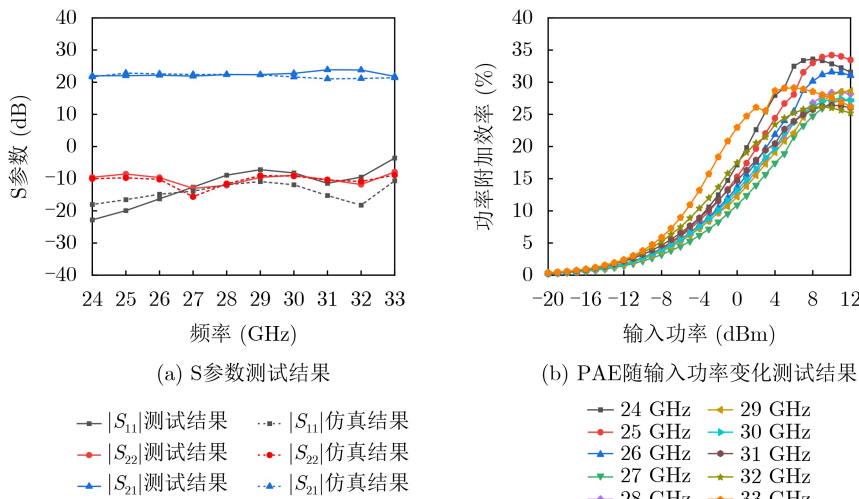 40
30
20
10
0
−10
−20
−30
−40
S参数 (dB)
24 25 26 27 28 29 30 31 32 33
频率 (GHz)
(a) S参数测试结果
|S₁₁|测试结果
|S₁₁|仿真结果
|S₂₂|测试结果
|S₂₂|仿真结果
|S₂₁|测试结果
|S₂₁|仿真结果
40
35
30
25
20
15
10
5
0
功率附加效率 (%)
−20 −16 −12 −8 −4 0 4 8 12
输入功率 (dBm)
(b) PAE随输入功率变化测试结果
24 GHz
29 GHz
25 GHz
30 GHz
26 GHz
31 GHz
27 GHz
32 GHz
28 GHz
33 GHz